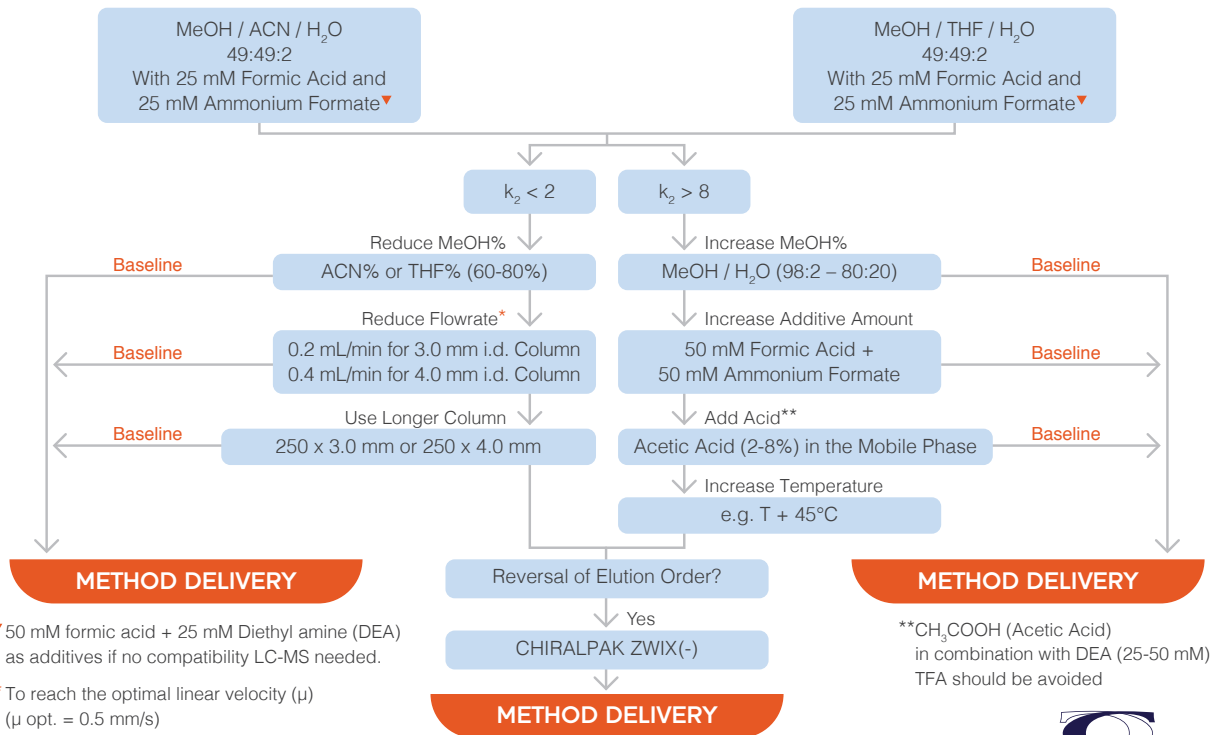 MeOH / ACN / H₂O
49:49:2
With 25 mM Formic Acid and
25 mM Ammonium Formate▼
MeOH / THF / H₂O
49:49:2
With 25 mM Formic Acid and
25 mM Ammonium Formate▼
k₂ < 2
k₂ > 8
Reduce MeOH%
Increase MeOH%
Baseline
ACN% or THF% (60-80%)
MeOH / H₂O (98:2 – 80:20)
Baseline
Reduce Flowrate*
Increase Additive Amount
Baseline
0.2 mL/min for 3.0 mm i.d. Column
0.4 mL/min for 4.0 mm i.d. Column
50 mM Formic Acid +
50 mM Ammonium Formate
Baseline
Use Longer Column
Add Acid**
Baseline
250 x 3.0 mm or 250 x 4.0 mm
Acetic Acid (2-8%) in the Mobile Phase
Baseline
Increase Temperature
e.g. T + 45°C
METHOD DELIVERY
Reversal of Elution Order?
METHOD DELIVERY
Yes
CHIRALPAK ZWIX(-)
METHOD DELIVERY
▼50 mM formic acid + 25 mM Diethyl amine (DEA)
as additives if no compatibility LC-MS needed.
*To reach the optimal linear velocity (µ)
(µ opt. = 0.5 mm/s)
**CH₃COOH (Acetic Acid)
in combination with DEA (25-50 mM)
TFA should be avoided